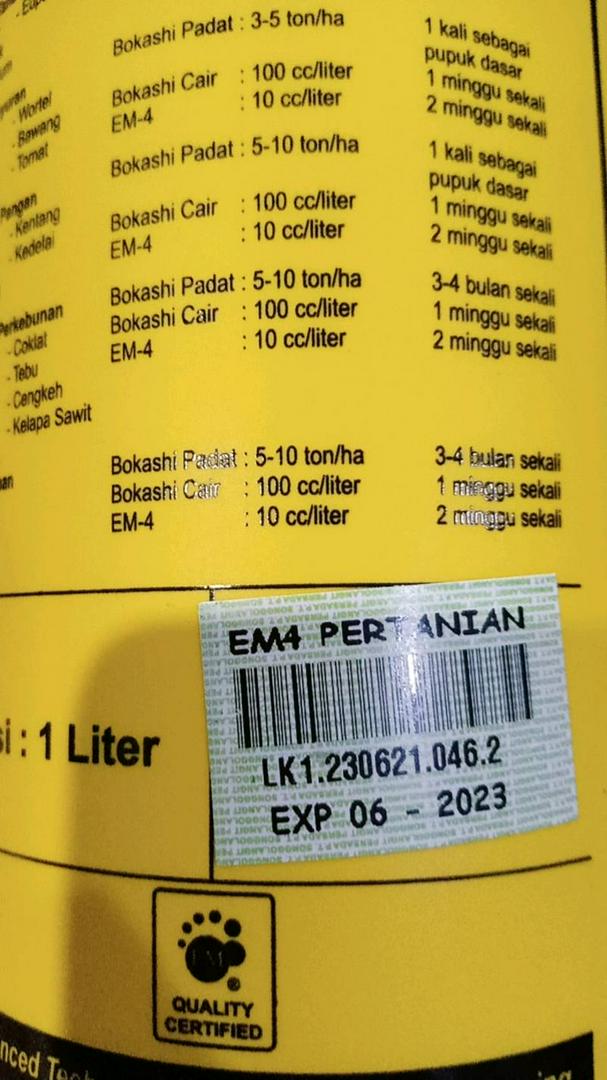 Bokashi Padat : 3-5 ton/ha 1 kali sebagai
pupuk dasar
Bokashi Cair : 100 cc/liter 1 minggu sekali
EM-4 : 10 cc/liter 2 minggu sekali
- Wortel
- Bawang
- Tomat
Bokashi Padat : 5-10 ton/ha 1 kali sebagai
pupuk dasar
Bokashi Cair : 100 cc/liter 1 minggu sekali
EM-4 : 10 cc/liter 2 minggu sekali
Pangan
- Kentang
- Kedelai
Bokashi Padat : 5-10 ton/ha 3-4 bulan sekali
Bokashi Cair : 100 cc/liter 1 minggu sekali
EM-4 : 10 cc/liter 2 minggu sekali
Perkebunan
- Coklat
- Tebu
- Cengkeh
- Kelapa Sawit
Bokashi Padat : 5-10 ton/ha 3-4 bulan sekali
Bokashi Cair : 100 cc/liter 1 minggu sekali
EM-4 : 10 cc/liter 2 minggu sekali
: 1 Liter
EM4 PERTANIAN
LK1.230621.046.2
EXP 06 - 2023
EM
QUALITY
CERTIFIED